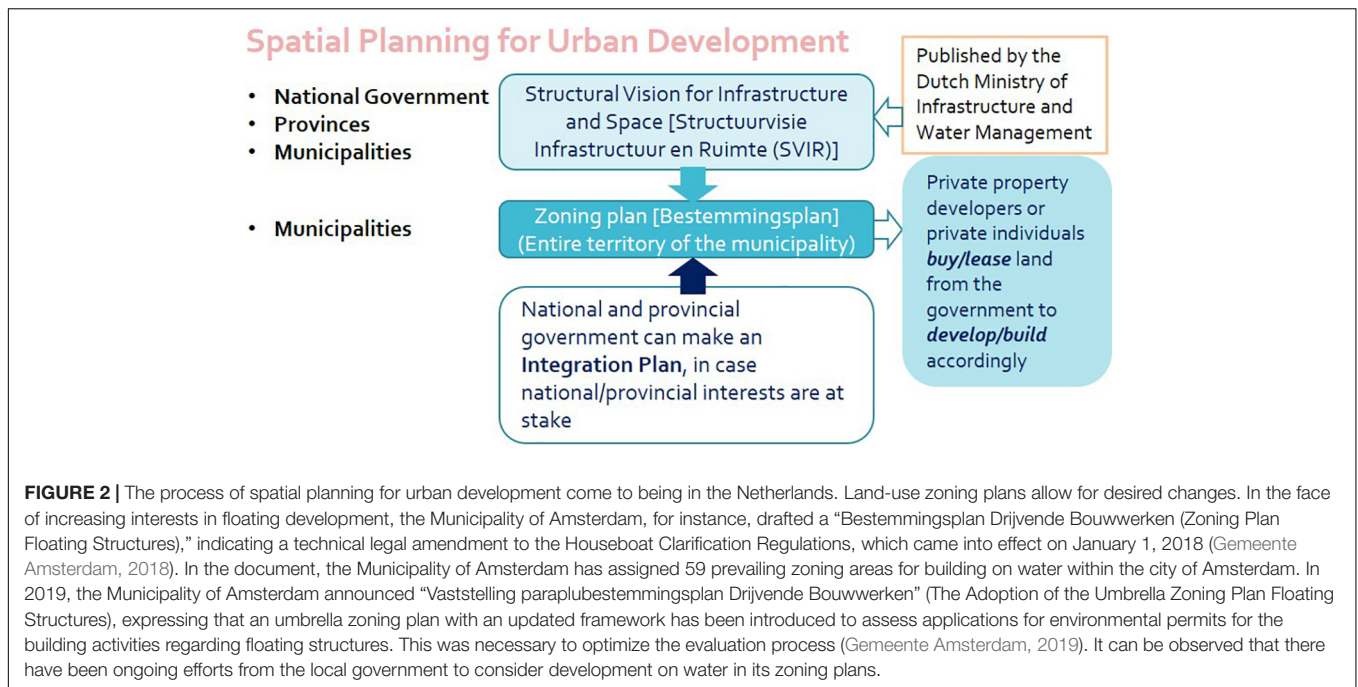 Spatial Planning for Urban Development
• National Government
• Provinces
• Municipalities
Structural Vision for Infrastructure
and Space [Structuurvisie
Infrastructuur en Ruimte (SVIR)]
Published by the
Dutch Ministry of
Infrastructure and
Water Management
• Municipalities
Zoning plan [Bestemmingsplan]
(Entire territory of the municipality)
Private property
developers or
private individuals
buy/lease land
from the
government to
develop/build
accordingly
National and provincial
government can make an
Integration Plan, in case
national/provincial interests are at
stake
FIGURE 2 | The process of spatial planning for urban development come to being in the Netherlands. Land-use zoning plans allow for desired changes. In the face
of increasing interests in floating development, the Municipality of Amsterdam, for instance, drafted a “Bestemmingsplan Drijvende Bouwwerken (Zoning Plan
Floating Structures),” indicating a technical legal amendment to the Houseboat Clarification Regulations, which came into effect on January 1, 2018 (Gemeente
Amsterdam, 2018). In the document, the Municipality of Amsterdam has assigned 59 prevailing zoning areas for building on water within the city of Amsterdam. In
2019, the Municipality of Amsterdam announced “Vaststelling paraplubestemmingsplan Drijvende Bouwwerken” (The Adoption of the Umbrella Zoning Plan Floating
Structures), expressing that an umbrella zoning plan with an updated framework has been introduced to assess applications for environmental permits for the
building activities regarding floating structures. This was necessary to optimize the evaluation process (Gemeente Amsterdam, 2019). It can be observed that there
have been ongoing efforts from the local government to consider development on water in its zoning plans.